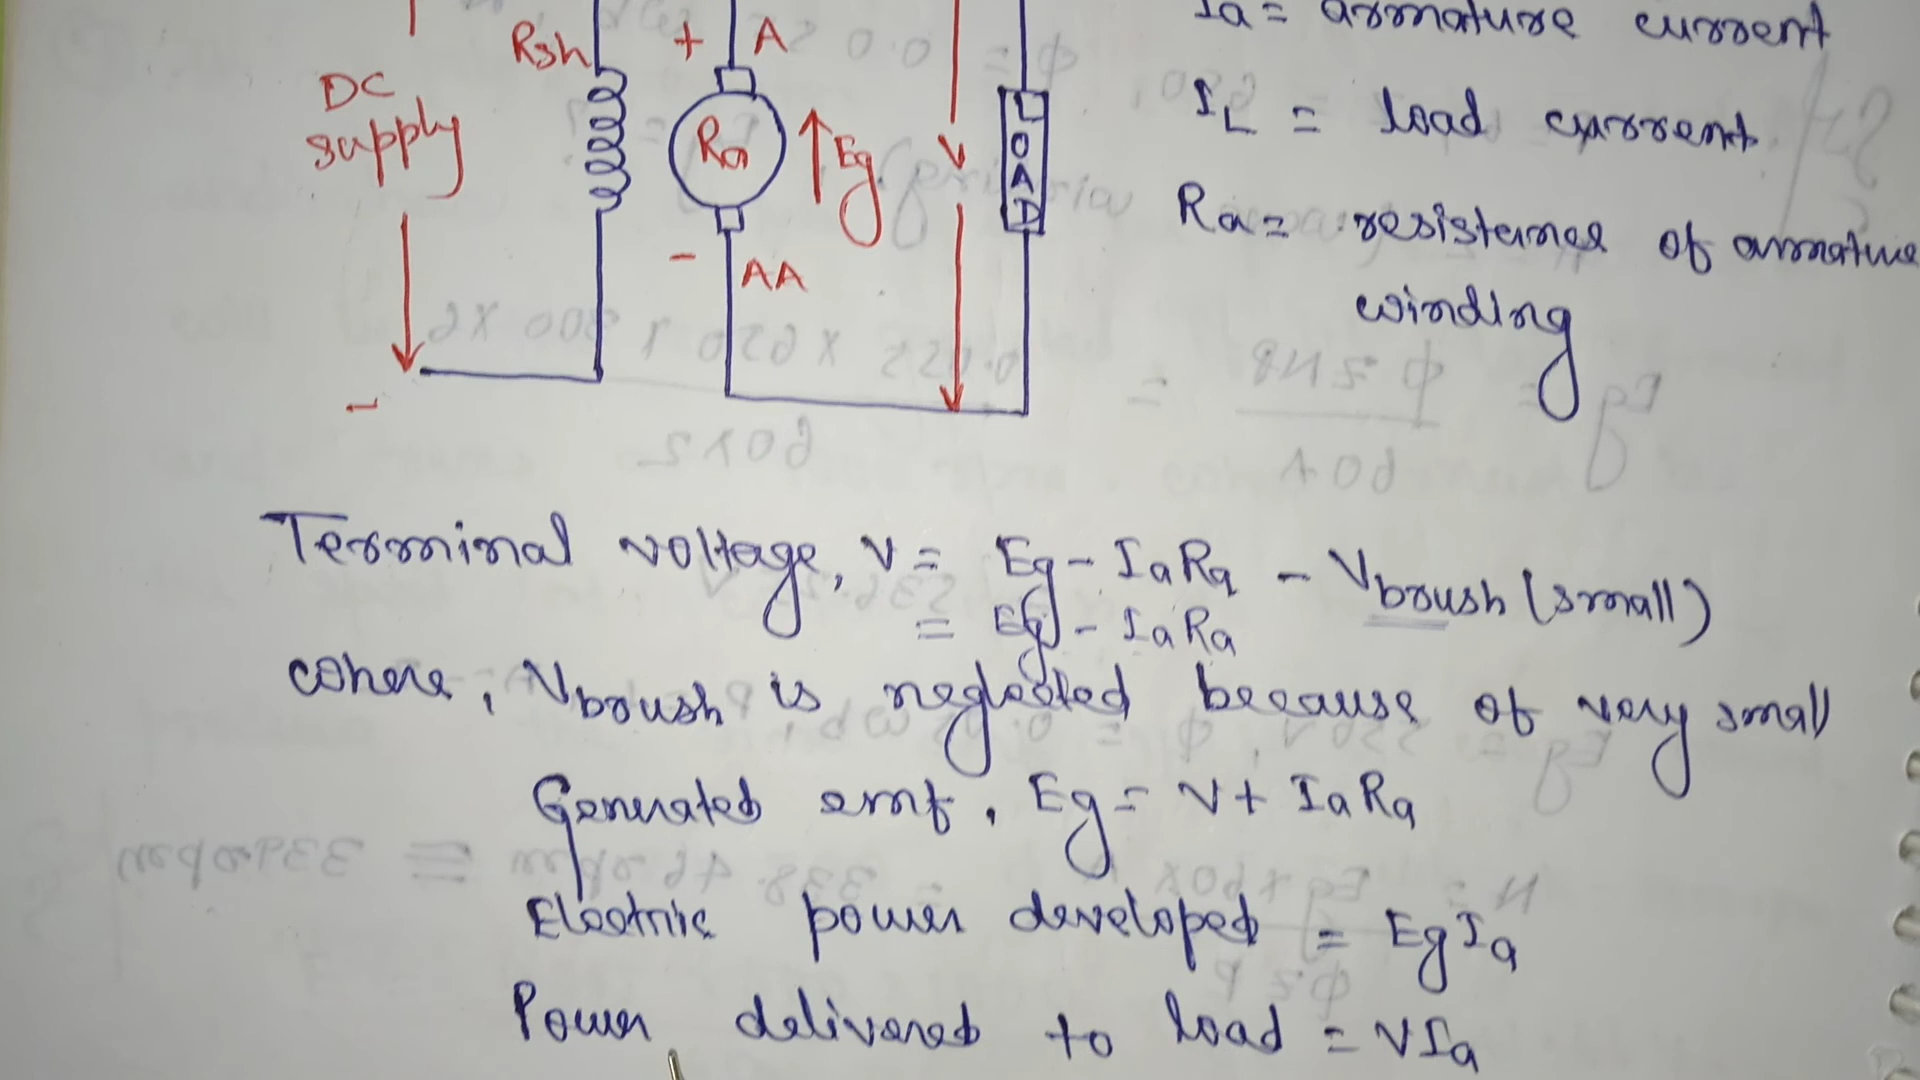 Ia = armature current
Rsh + A
DC supply
IL = load current
Ra Eg
LOAD
Ra = resistance of armature winding
- AA
-
Terminal voltage, V = Eg - IaRa - Vbrush (small)
= Eg - IaRa
where, Vbrush is neglected because of very small
Generated emf, Eg = V + IaRa
Electric power developed = EgIa
Power delivered to load = VIa